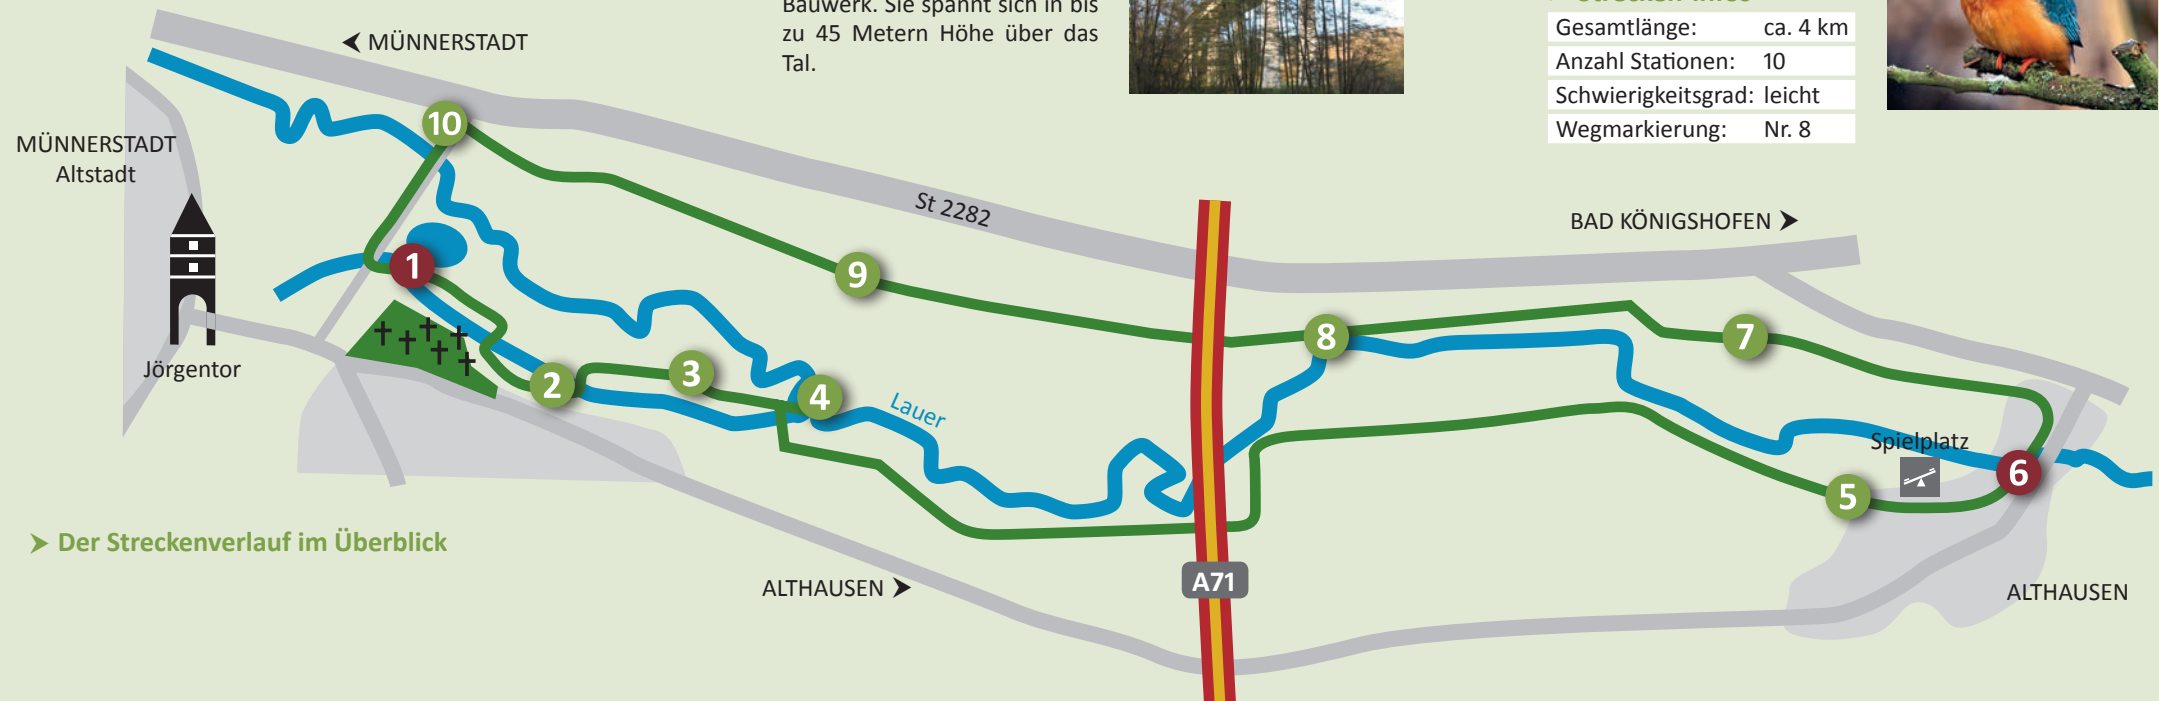 Bauwerk. Sie spannt sich in bis
zu 45 Metern Höhe über das
Tal.
Gesamtlänge: ca. 4 km
Anzahl Stationen: 10
Schwierigkeitsgrad: leicht
Wegmarkierung: Nr. 8
MÜNNERSTADT
MÜNNERSTADT
Altstadt
Jörgentor
St 2282
BAD KÖNIGSHOFEN
10
1
2
3
4
9
Lauer
8
7
Spielplatz
5
6
A71
ALTHAUSEN
ALTHAUSEN
➤ Der Streckenverlauf im Überblick